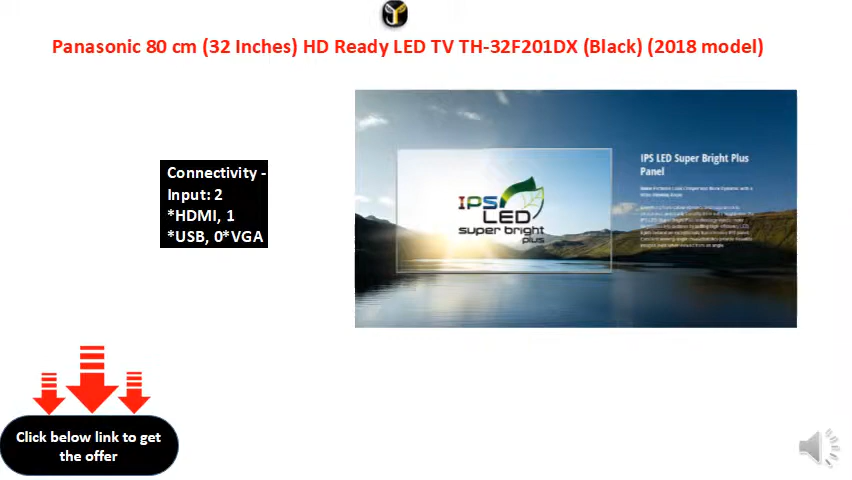 Panasonic 80 cm (32 Inches) HD Ready LED TV TH-32F201DX (Black) (2018 model)
Connectivity -
Input: 2
*HDMI, 1
*USB, 0*VGA
IPS
LED
super bright
plus
IPS LED Super Bright Plus
Panel
Click below link to get
the offer